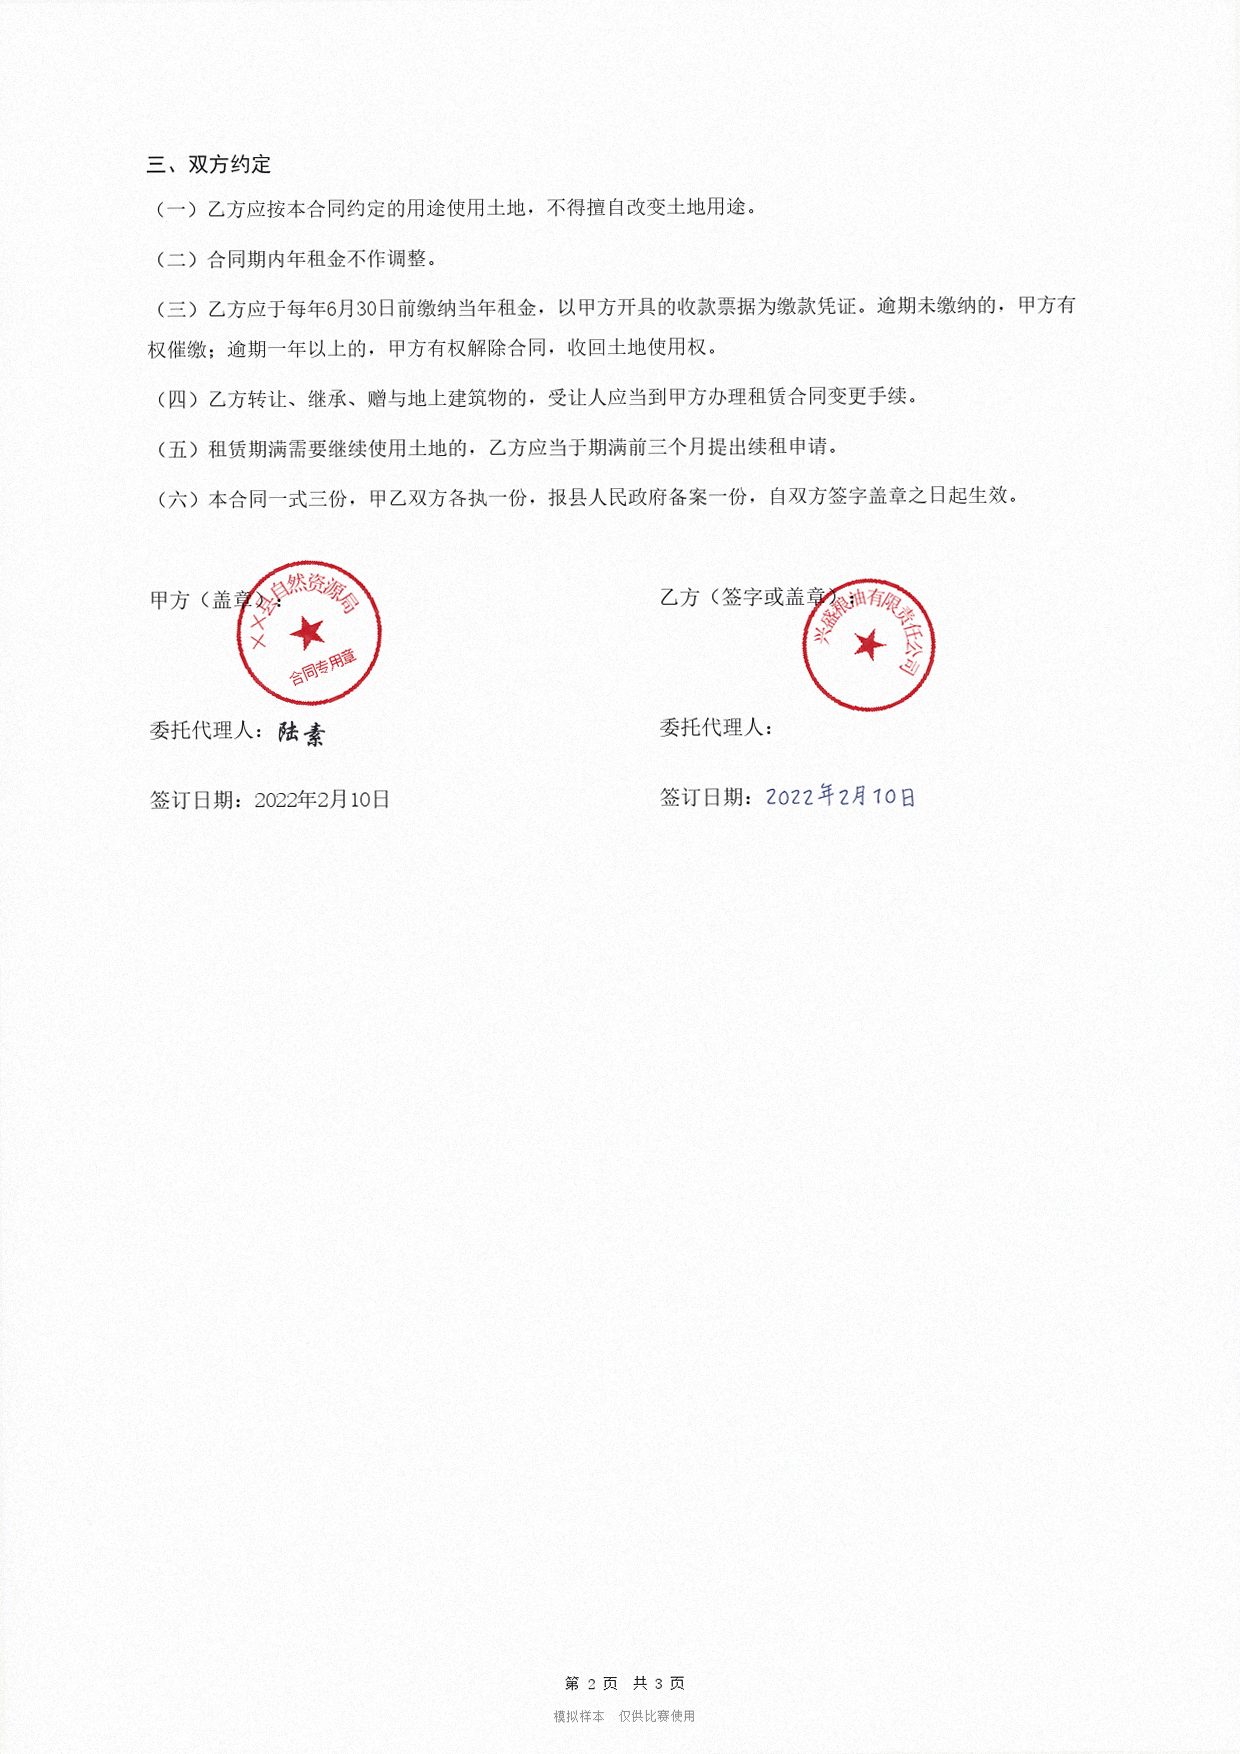 三、双方约定
（一）乙方应按本合同约定的用途使用土地，不得擅自改变土地用途。
（二）合同期内年租金不作调整。
（三）乙方应于每年6月30日前缴纳当年租金，以甲方开具的收款票据为缴款凭证。逾期未缴纳的，甲方有
权催缴；逾期一年以上的，甲方有权解除合同，收回土地使用权。
（四）乙方转让、继承、赠与地上建筑物的，受让人应当到甲方办理租赁合同变更手续。
（五）租赁期满需要继续使用土地的，乙方应当于期满前三个月提出续租申请。
（六）本合同一式三份，甲乙双方各执一份，报县人民政府备案一份，自双方签字盖章之日起生效。
甲方（盖章）：
××县自然资源局
合同专用章
乙方（签字或盖章）：
兴盛粮油有限责任公司
委托代理人：陆素
委托代理人：
签订日期：2022年2月10日
签订日期：2022年2月10日
第 2 页 共 3 页
模拟样本 仅供比赛使用